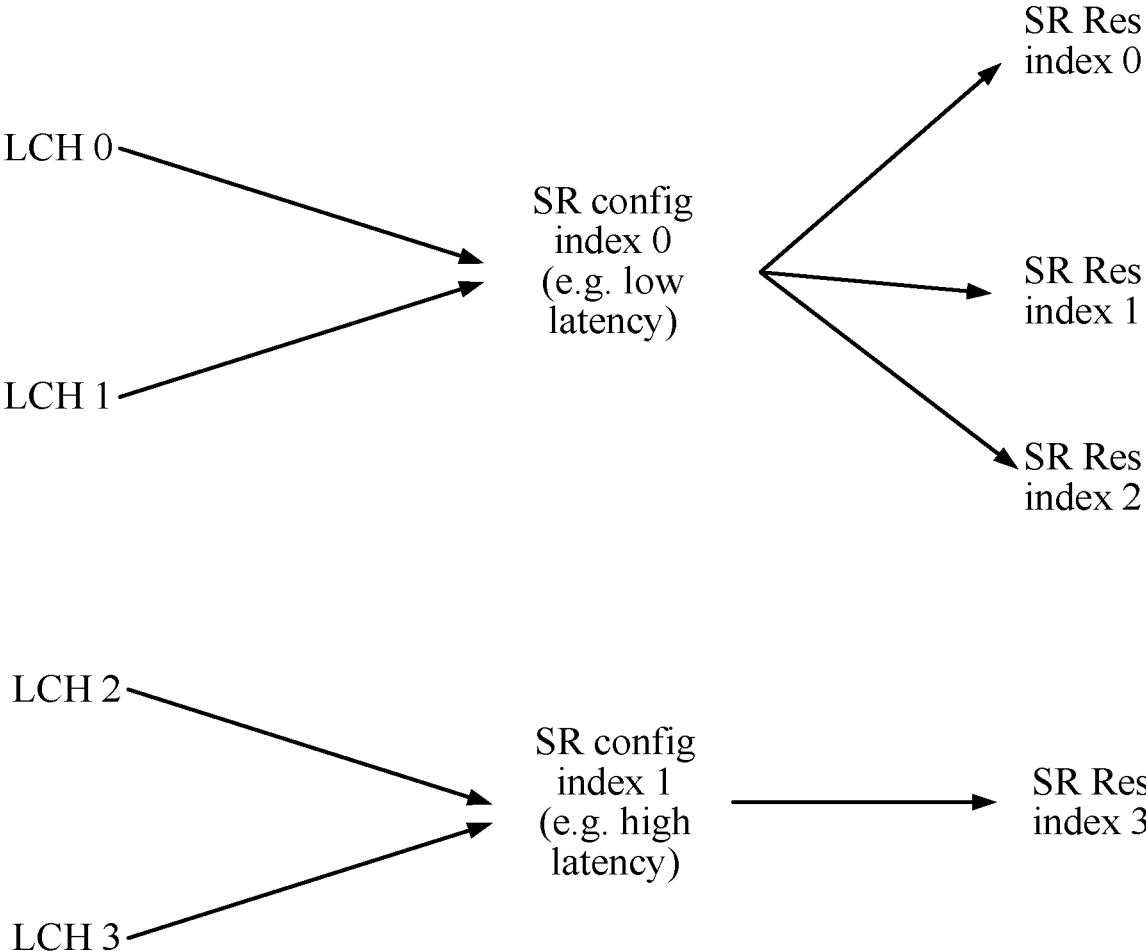 SR Res
index 0
LCH 0
SR config
index 0
(e.g. low
latency)
SR Res
index 1
LCH 1
SR Res
index 2
LCH 2
SR config
index 1
(e.g. high
latency)
SR Res
index 3
LCH 3